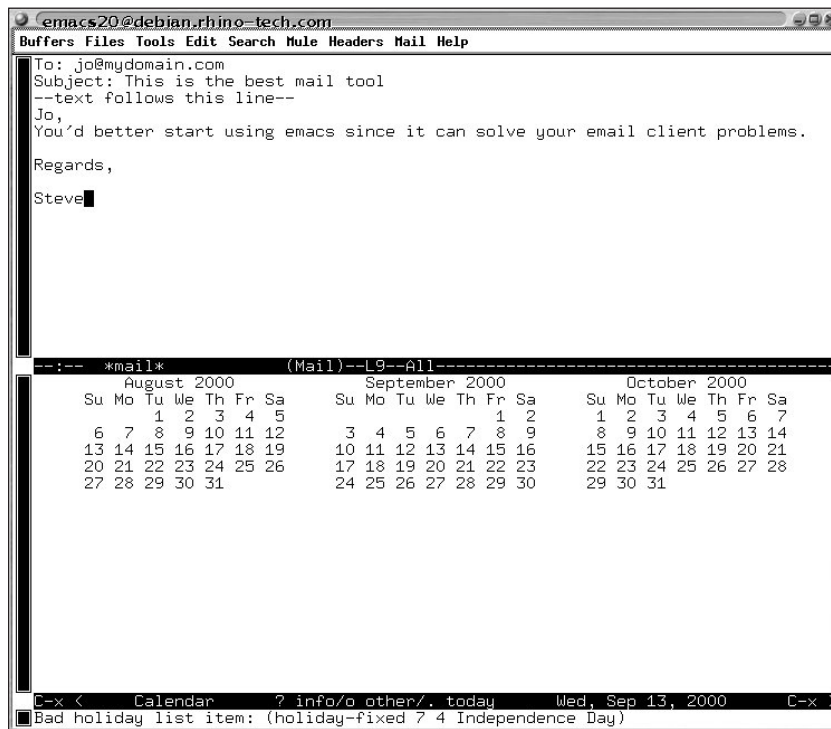 emacs20@debian.rhino-tech.com
Buffers Files Tools Edit Search Mule Headers Mail Help
To: jo@mydomain.com
Subject: This is the best mail tool
--text follows this line--
Jo,
You'd better start using emacs since it can solve your email client problems.
Regards,
Steve
--:-- *mail* (Mail)--L9--All--------------------------------------------------
August 2000 September 2000 October 2000
Su Mo Tu We Th Fr Sa Su Mo Tu We Th Fr Sa Su Mo Tu We Th Fr Sa
1 2 3 4 5 1 2 1 2 3 4 5 6 7
6 7 8 9 10 11 12 3 4 5 6 7 8 9 8 9 10 11 12 13 14
13 14 15 16 17 18 19 10 11 12 13 14 15 16 15 16 17 18 19 20 21
20 21 22 23 24 25 26 17 18 19 20 21 22 23 22 23 24 25 26 27 28
27 28 29 30 31 24 25 26 27 28 29 30 29 30 31
C-x < Calendar ? info/o other/. today Wed, Sep 13, 2000 C-x
Bad holiday list item: (holiday-fixed 7 4 Independence Day)